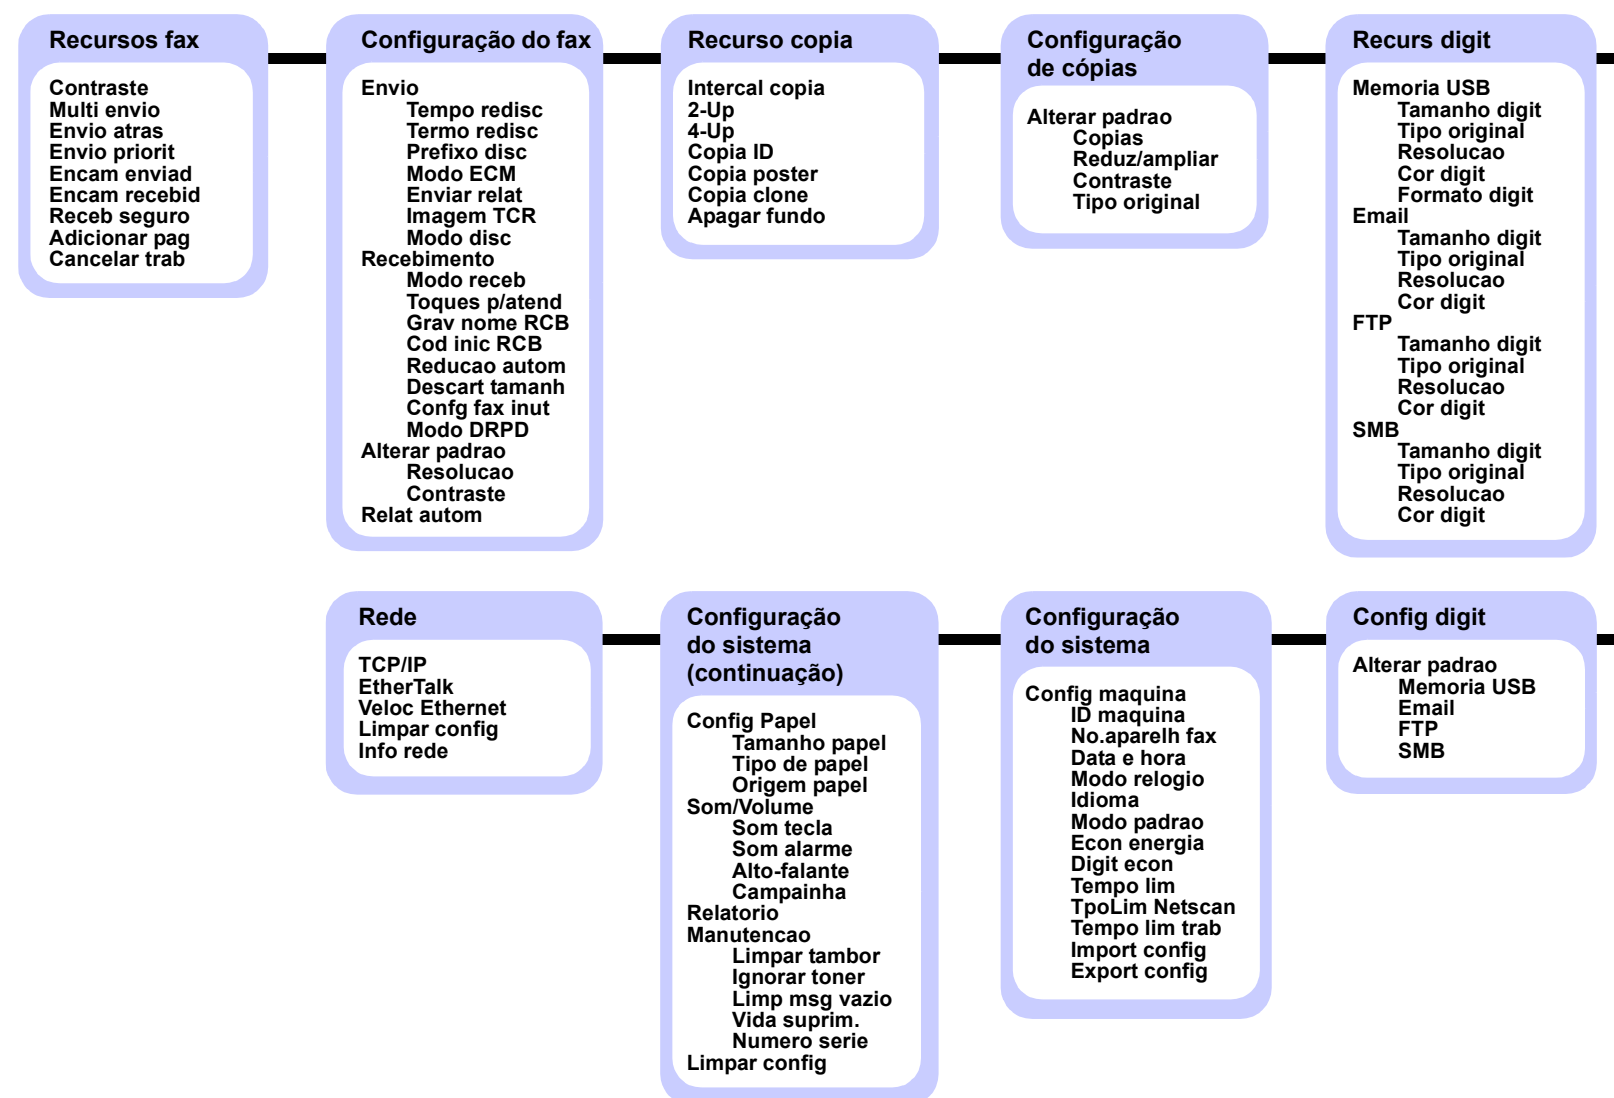 Recursos fax
Contraste
Multi envio
Envio atras
Envio priorit
Encam enviad
Encam recebid
Receb seguro
Adicionar pag
Cancelar trab
Configuração do fax
Envio
Tempo redisc
Termo redisc
Prefixo disc
Modo ECM
Enviar relat
Imagem TCR
Modo disc
Recebimento
Modo receb
Toques p/atend
Grav nome RCB
Cod inic RCB
Reducao autom
Descart tamanh
Confg fax inut
Modo DRPD
Alterar padrao
Resolucao
Contraste
Relat autom
Recurso copia
Intercal copia
2-Up
4-Up
Copia ID
Copia poster
Copia clone
Apagar fundo
Configuração
de cópias
Alterar padrao
Copias
Reduz/ampliar
Contraste
Tipo original
Recurs digit
Memoria USB
Tamanho digit
Tipo original
Resolucao
Cor digit
Formato digit
Email
Tamanho digit
Tipo original
Resolucao
Cor digit
FTP
Tamanho digit
Tipo original
Resolucao
Cor digit
SMB
Tamanho digit
Tipo original
Resolucao
Cor digit
Rede
TCP/IP
EtherTalk
Veloc Ethernet
Limpar config
Info rede
Configuração
do sistema
(continuação)
Config Papel
Tamanho papel
Tipo de papel
Origem papel
Som/Volume
Som tecla
Som alarme
Alto-falante
Campainha
Relatorio
Manutencao
Limpar tambor
Ignorar toner
Limp msg vazio
Vida suprim.
Numero serie
Limpar config
Configuração
do sistema
Config maquina
ID maquina
No.aparelh fax
Data e hora
Modo relogio
Idioma
Modo padrao
Econ energia
Digit econ
Tempo lim
TpoLim Netscan
Tempo lim trab
Import config
Export config
Config digit
Alterar padrao
Memoria USB
Email
FTP
SMB